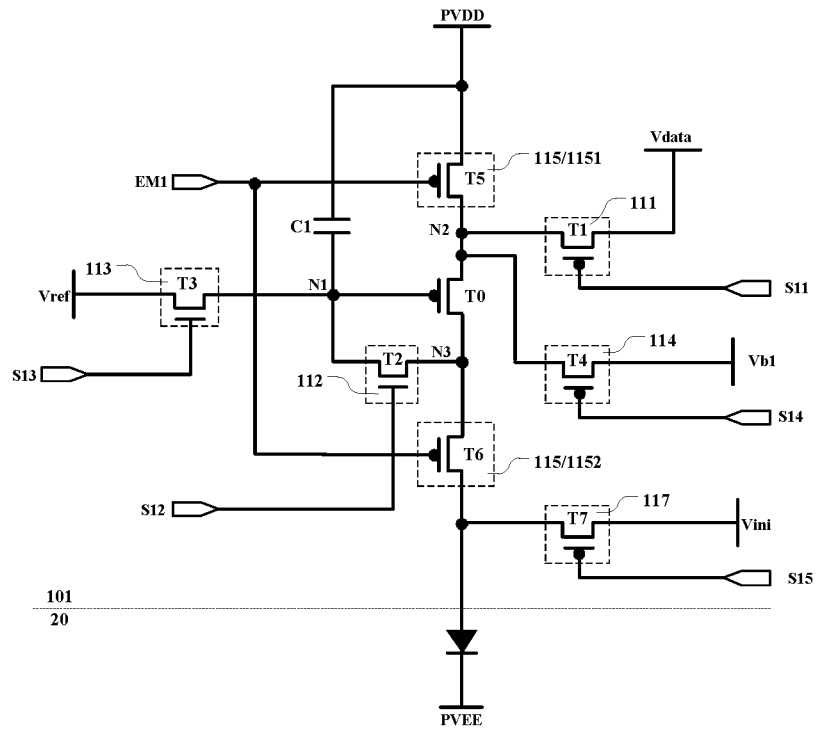 PVDD
Vdata
115/1151
EM1
T5
111
C1
N2
T1
113
T3
N1
Vref
T0
S11
114
T2
N3
T4
S13
112
Vb1
S14
T6
115/1152
S12
T7
117
Vini
S15
101
20
PVEE